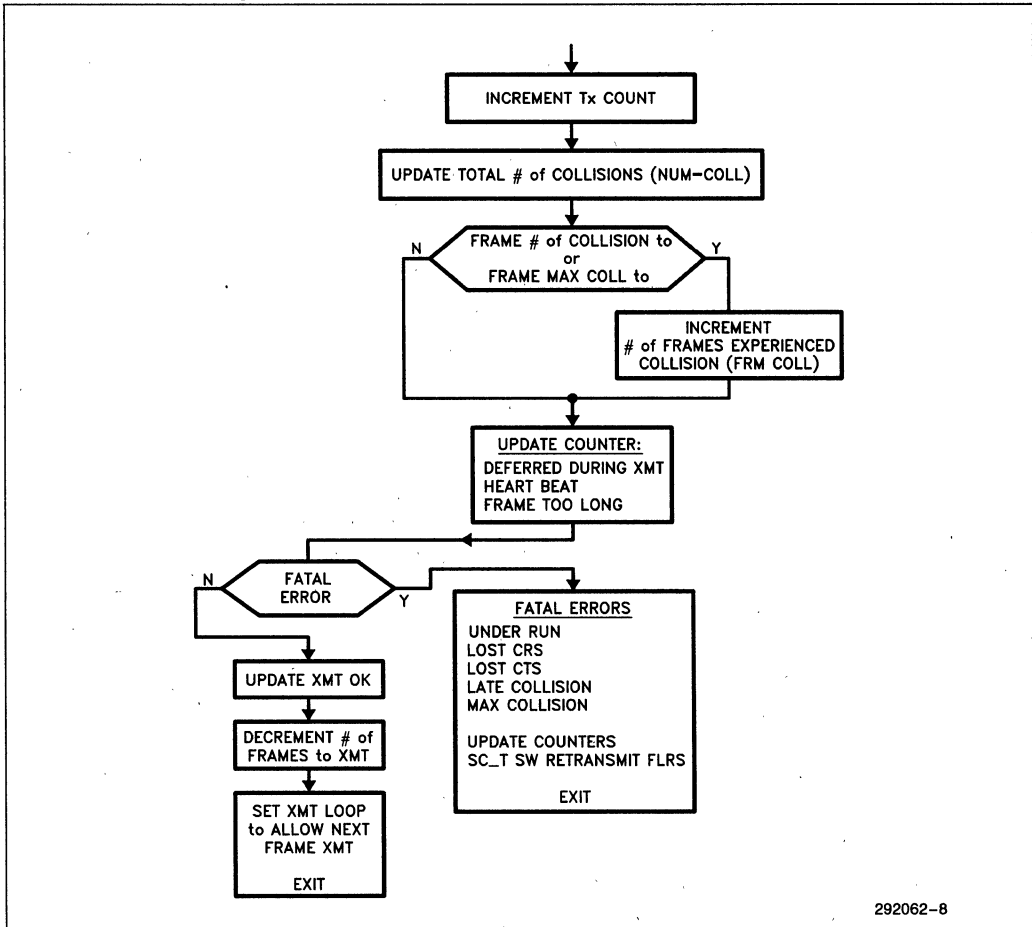 INCREMENT Tx COUNT
UPDATE TOTAL # of COLLISIONS (NUM-COLL)
N
FRAME # of COLLISION to
or
FRAME MAX COLL to
Y
INCREMENT
# of FRAMES EXPERIENCED
COLLISION (FRM COLL)
UPDATE COUNTER:
DEFERRED DURING XMT
HEART BEAT
FRAME TOO LONG
N
FATAL
ERROR
Y
FATAL ERRORS
UNDER RUN
LOST CRS
LOST CTS
LATE COLLISION
MAX COLLISION
UPDATE COUNTERS
SC_T SW RETRANSMIT FLRS
EXIT
UPDATE XMT OK
DECREMENT # of
FRAMES to XMT
SET XMT LOOP
to ALLOW NEXT
FRAME XMT
EXIT
292062-8